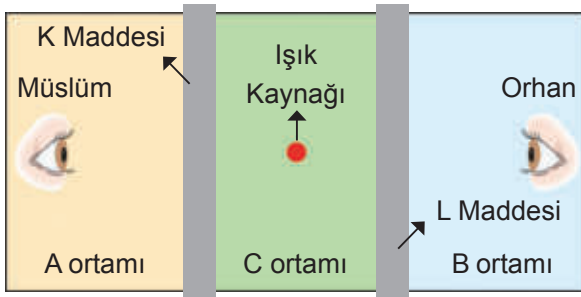 K Maddesi
Müslüm
Işık
Kaynağı
Orhan
L Maddesi
A ortamı
C ortamı
B ortamı